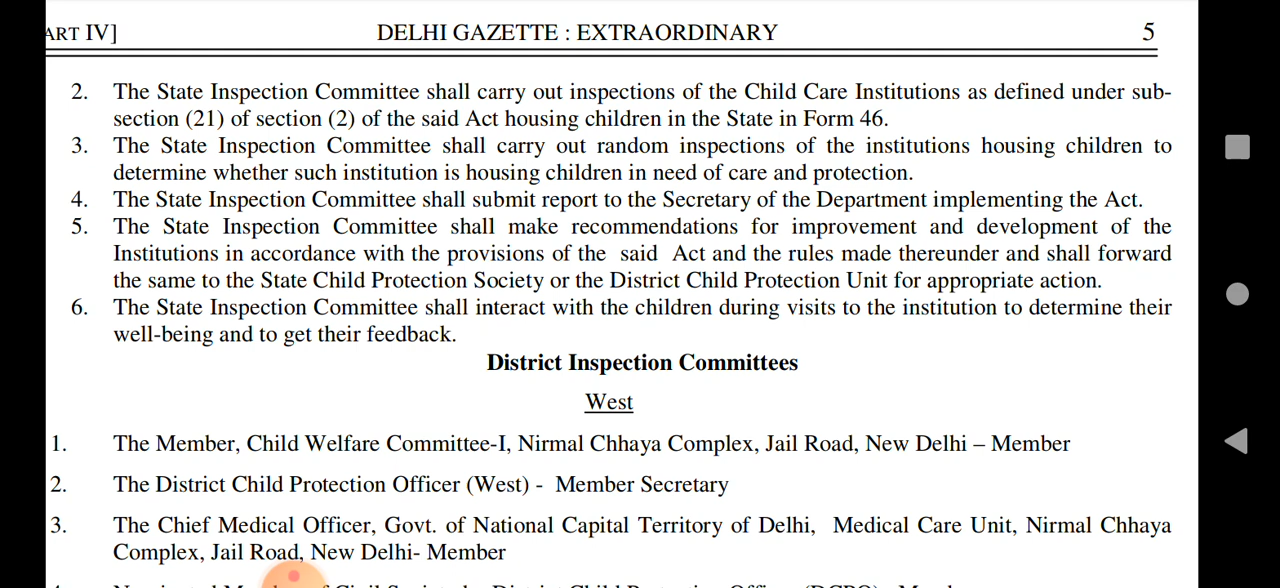 ART IV]
DELHI GAZETTE : EXTRAORDINARY
5
2. The State Inspection Committee shall carry out inspections of the Child Care Institutions as defined under sub-
section (21) of section (2) of the said Act housing children in the State in Form 46.
3. The State Inspection Committee shall carry out random inspections of the institutions housing children to
determine whether such institution is housing children in need of care and protection.
4. The State Inspection Committee shall submit report to the Secretary of the Department implementing the Act.
5. The State Inspection Committee shall make recommendations for improvement and development of the
Institutions in accordance with the provisions of the said Act and the rules made thereunder and shall forward
the same to the State Child Protection Society or the District Child Protection Unit for appropriate action.
6. The State Inspection Committee shall interact with the children during visits to the institution to determine their
well-being and to get their feedback.
District Inspection Committees
West
1. The Member, Child Welfare Committee-I, Nirmal Chhaya Complex, Jail Road, New Delhi – Member
2. The District Child Protection Officer (West) - Member Secretary
3. The Chief Medical Officer, Govt. of National Capital Territory of Delhi, Medical Care Unit, Nirmal Chhaya
Complex, Jail Road, New Delhi- Member